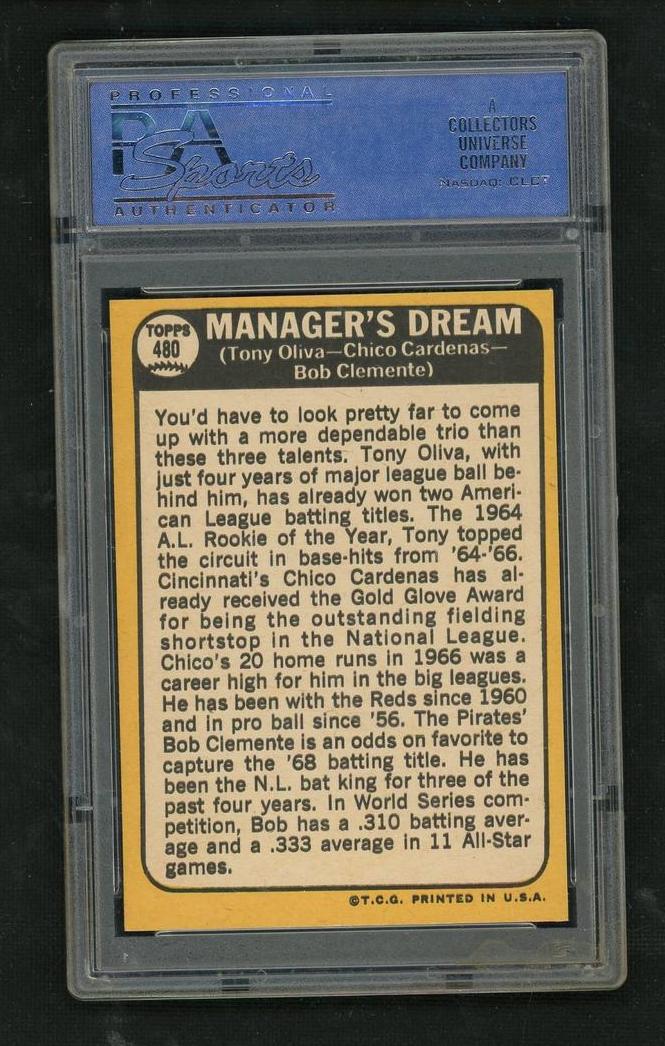 PROFESSIONAL
PSA
Sports
AUTHENTICATOR
A
COLLECTORS
UNIVERSE
COMPANY
NASDAQ: CLCT
TOPPS
480
MANAGER'S DREAM
(Tony Oliva—Chico Cardenas—
Bob Clemente)
You'd have to look pretty far to come
up with a more dependable trio than
these three talents. Tony Oliva, with
just four years of major league ball be-
hind him, has already won two Ameri-
can League batting titles. The 1964
A.L. Rookie of the Year, Tony topped
the circuit in base-hits from '64-'66.
Cincinnati's Chico Cardenas has al-
ready received the Gold Glove Award
for being the outstanding fielding
shortstop in the National League.
Chico's 20 home runs in 1966 was a
career high for him in the big leagues.
He has been with the Reds since 1960
and in pro ball since '56. The Pirates'
Bob Clemente is an odds on favorite to
capture the '68 batting title. He has
been the N.L. bat king for three of the
past four years. In World Series com-
petition, Bob has a .310 batting aver-
age and a .333 average in 11 All-Star
games.
©T.C.G. PRINTED IN U.S.A.